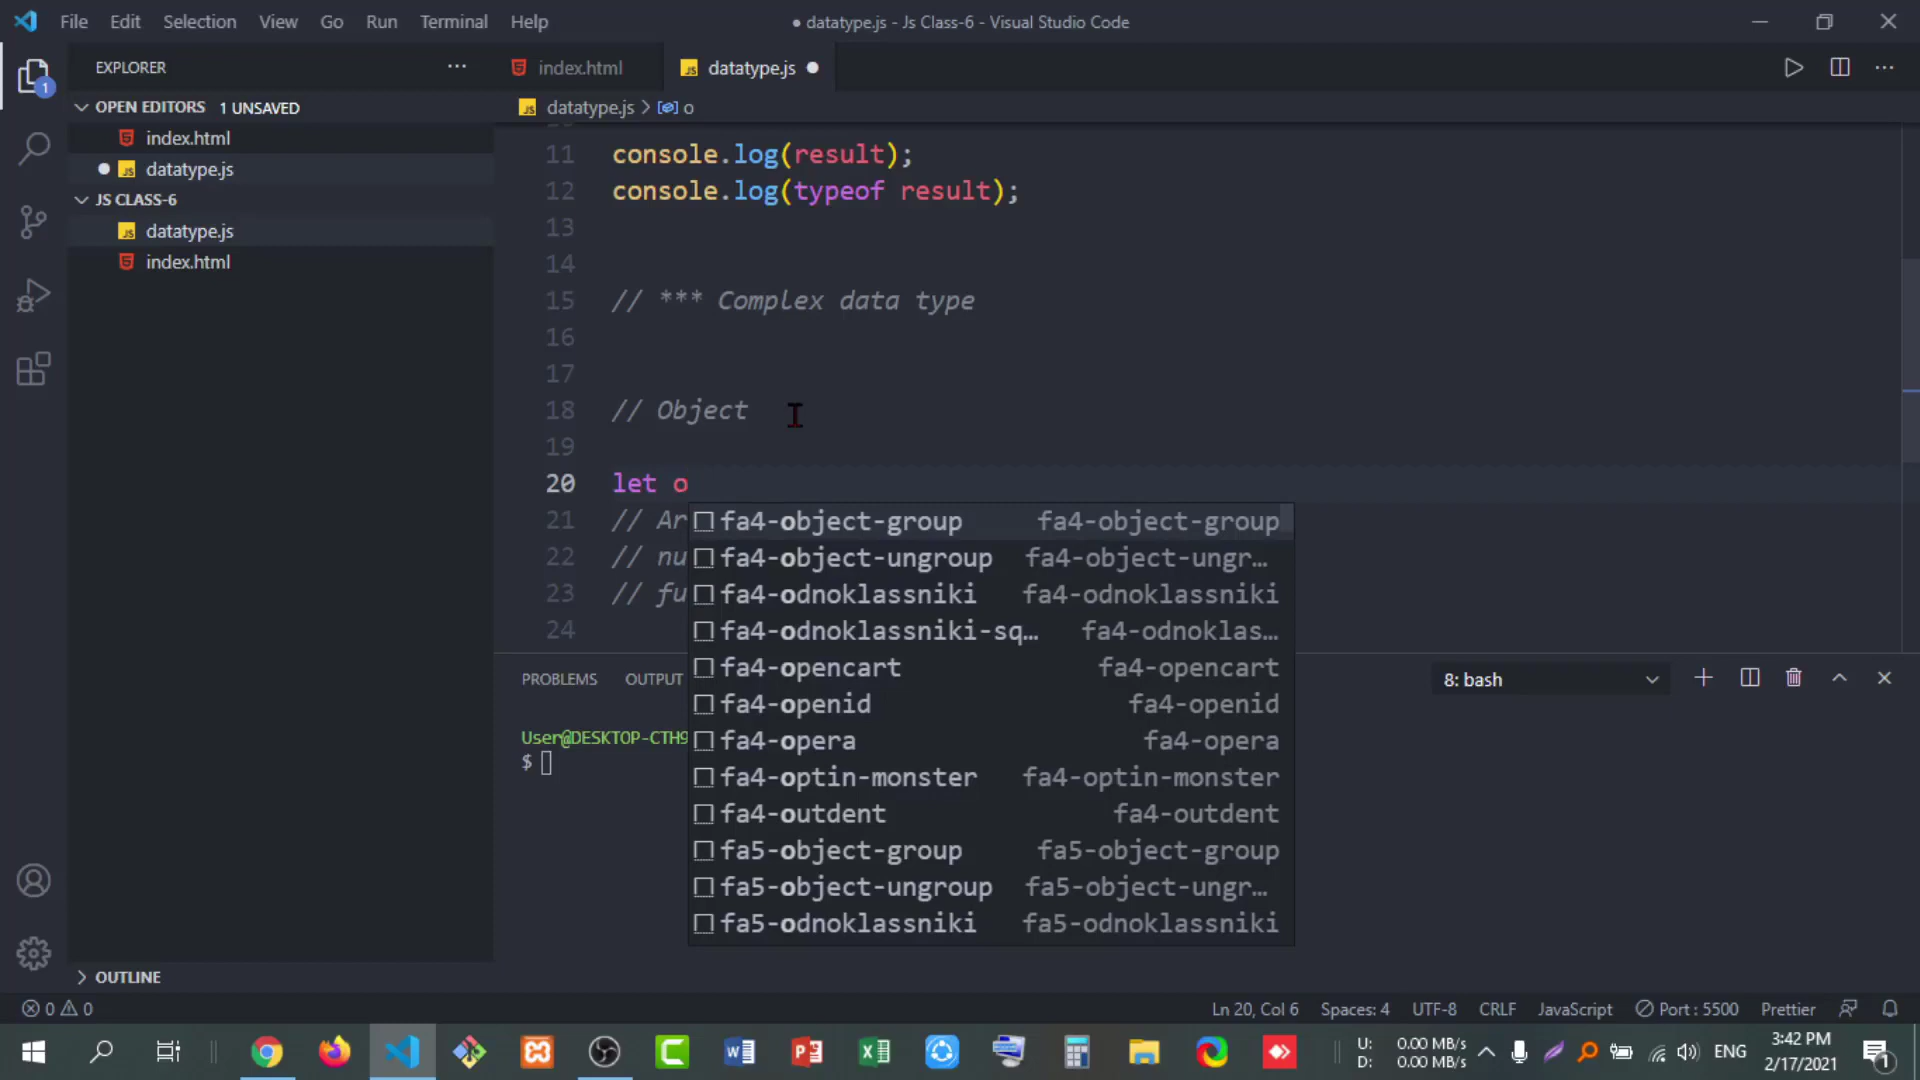 File Edit Selection View Go Run Terminal Help
● datatype.js - Js Class-6 - Visual Studio Code
EXPLORER
index.html
datatype.js
OPEN EDITORS 1 UNSAVED
index.html
datatype.js
JS CLASS-6
datatype.js
index.html
OUTLINE
datatype.js > o
11 console.log(result);
12 console.log(typeof result);
13
14
15 // *** Complex data type
16
17
18 // Object
19
20 let o
21 // Ar
22 // nu
23 // fu
24
fa4-object-group fa4-object-group
fa4-object-ungroup fa4-object-ungr…
fa4-odnoklassniki fa4-odnoklassniki
fa4-odnoklassniki-sq… fa4-odnoklas…
fa4-opencart fa4-opencart
fa4-openid fa4-openid
fa4-opera fa4-opera
fa4-optin-monster fa4-optin-monster
fa4-outdent fa4-outdent
fa5-object-group fa5-object-group
fa5-object-ungroup fa5-object-ungr…
fa5-odnoklassniki fa5-odnoklassniki
PROBLEMS OUTPUT
8: bash
User@DESKTOP-CTH9
$
0 0
Ln 20, Col 6 Spaces: 4 UTF-8 CRLF JavaScript Port : 5500 Prettier
U: 0.00 MB/s
D: 0.00 MB/s
ENG
3:42 PM
2/17/2021
1
1